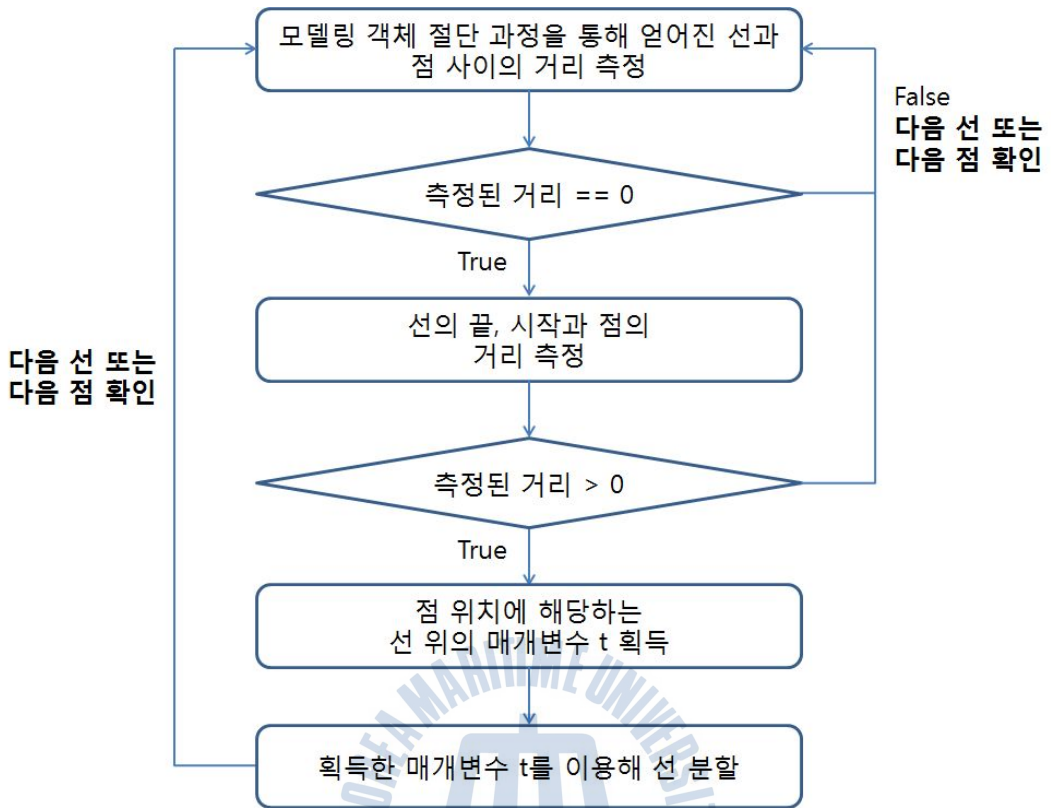 모델링 객체 절단 과정을 통해 얻어진 선과
점 사이의 거리 측정
False
다음 선 또는
다음 점 확인
측정된 거리 == 0
True
선의 끝, 시작과 점의
거리 측정
다음 선 또는
다음 점 확인
측정된 거리 > 0
True
점 위치에 해당하는
선 위의 매개변수 t 획득
획득한 매개변수 t를 이용해 선 분할
MARITIME